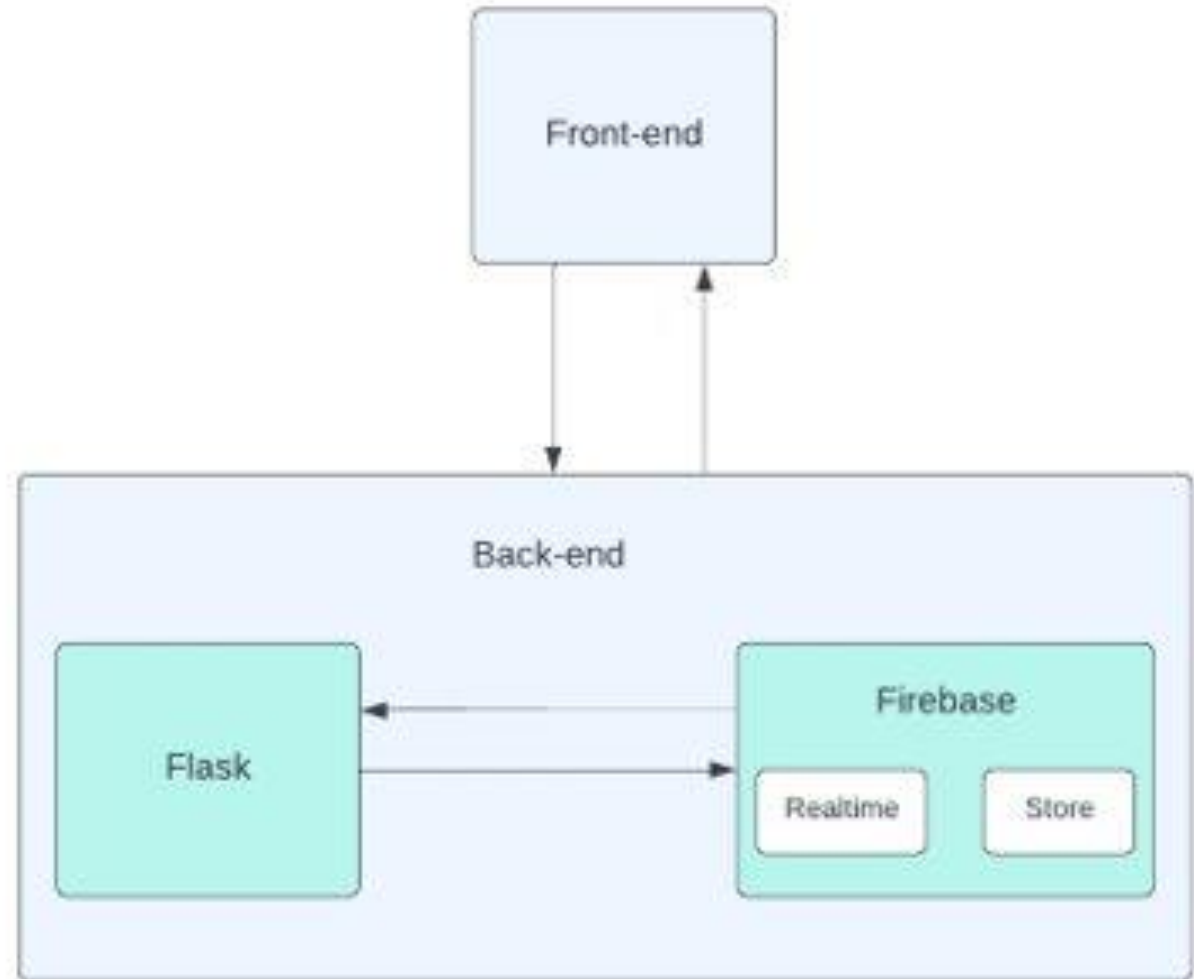 Front-end
Back-end
Flask
Firebase
Realtime
Store